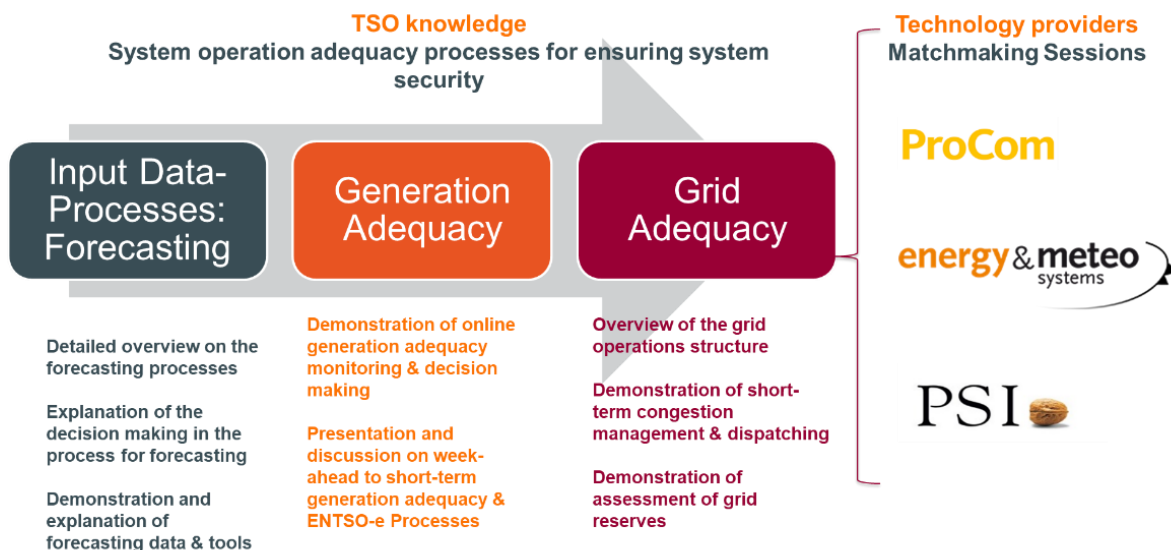 TSO knowledge
System operation adequacy processes for ensuring system
security
Technology providers
Matchmaking Sessions
Input Data-
Processes:
Forecasting
Generation
Adequacy
Grid
Adequacy
Detailed overview on the
forecasting processes
Explanation of the
decision making in the
process for forecasting
Demonstration and
explanation of
forecasting data & tools
Demonstration of online
generation adequacy
monitoring & decision
making
Presentation and
discussion on week-
ahead to short-term
generation adequacy &
ENTSO-e Processes
Overview of the grid
operations structure
Demonstration of short-
term congestion
management & dispatching
Demonstration of
assessment of grid
reserves
ProCom
energy & meteo
systems
PSI